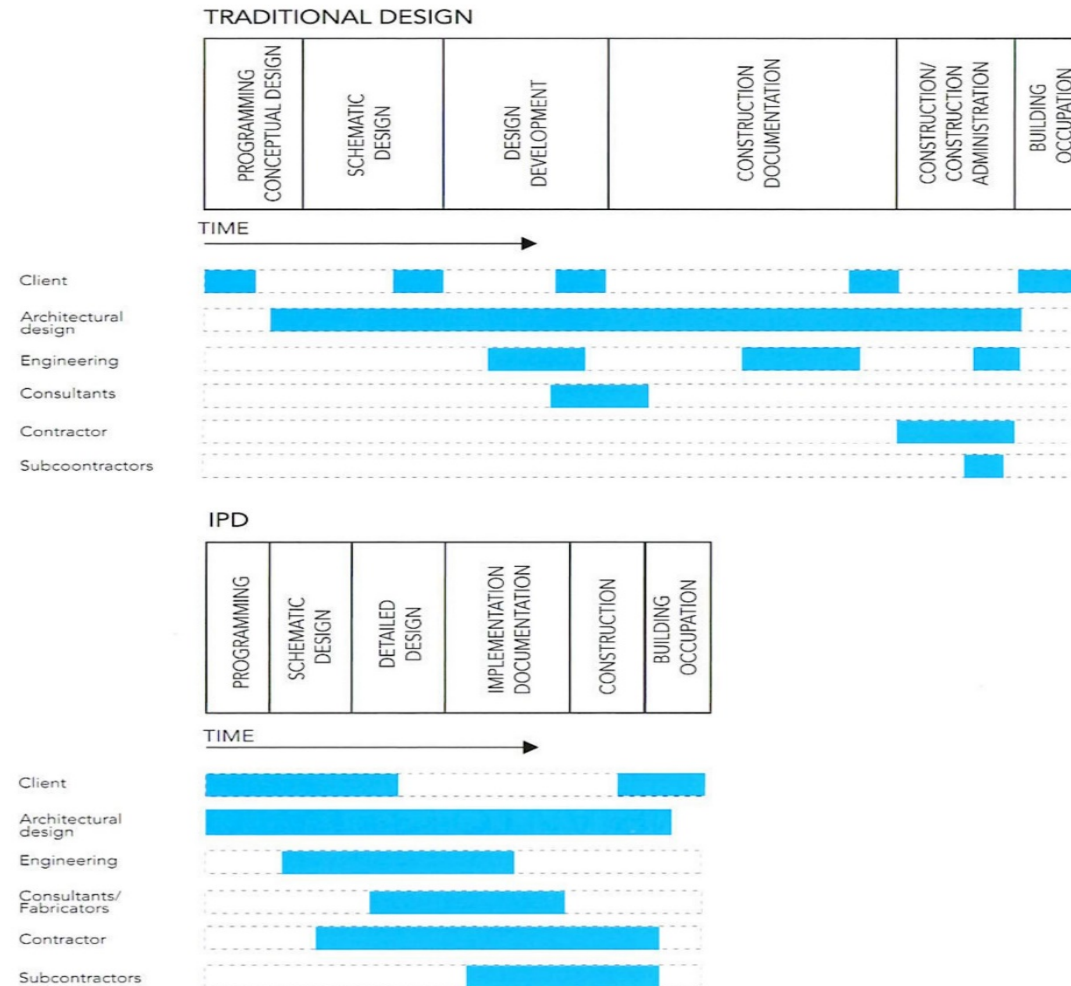 TRADITIONAL DESIGN
PROGRAMMING
CONCEPTUAL DESIGN
SCHEMATIC
DESIGN
DESIGN
DEVELOPMENT
CONSTRUCTION
DOCUMENTATION
CONSTRUCTION/
CONSTRUCTION
ADMINISTRATION
BUILDING
OCCUPATION
TIME
Client
Architectural
design
Engineering
Consultants
Contractor
Subcoontractors
IPD
PROGRAMMING
SCHEMATIC
DESIGN
DETAILED
DESIGN
IMPLEMENTATION
DOCUMENTATION
CONSTRUCTION
BUILDING
OCCUPATION
TIME
Client
Architectural
design
Engineering
Consultants/
Fabricators
Contractor
Subcontractors